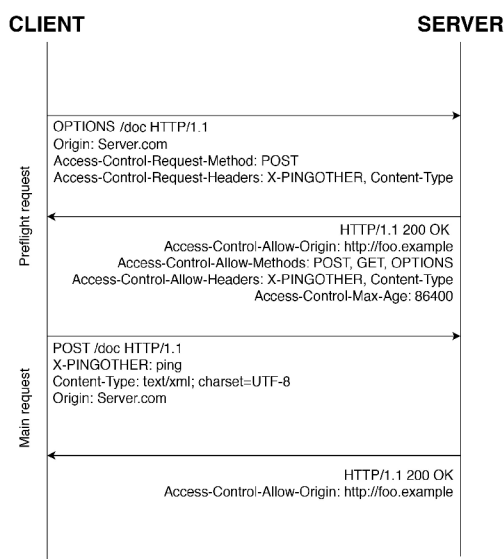 CLIENT
SERVER
OPTIONS /doc HTTP/1.1
Origin: Server.com
Access-Control-Request-Method: POST
Access-Control-Request-Headers: X-PINGOTHER, Content-Type
Preflight request
HTTP/1.1 200 OK
Access-Control-Allow-Origin: http://foo.example
Access-Control-Allow-Methods: POST, GET, OPTIONS
Access-Control-Allow-Headers: X-PINGOTHER, Content-Type
Access-Control-Max-Age: 86400
POST /doc HTTP/1.1
X-PINGOTHER: ping
Content-Type: text/xml; charset=UTF-8
Origin: Server.com
Main request
HTTP/1.1 200 OK
Access-Control-Allow-Origin: http://foo.example